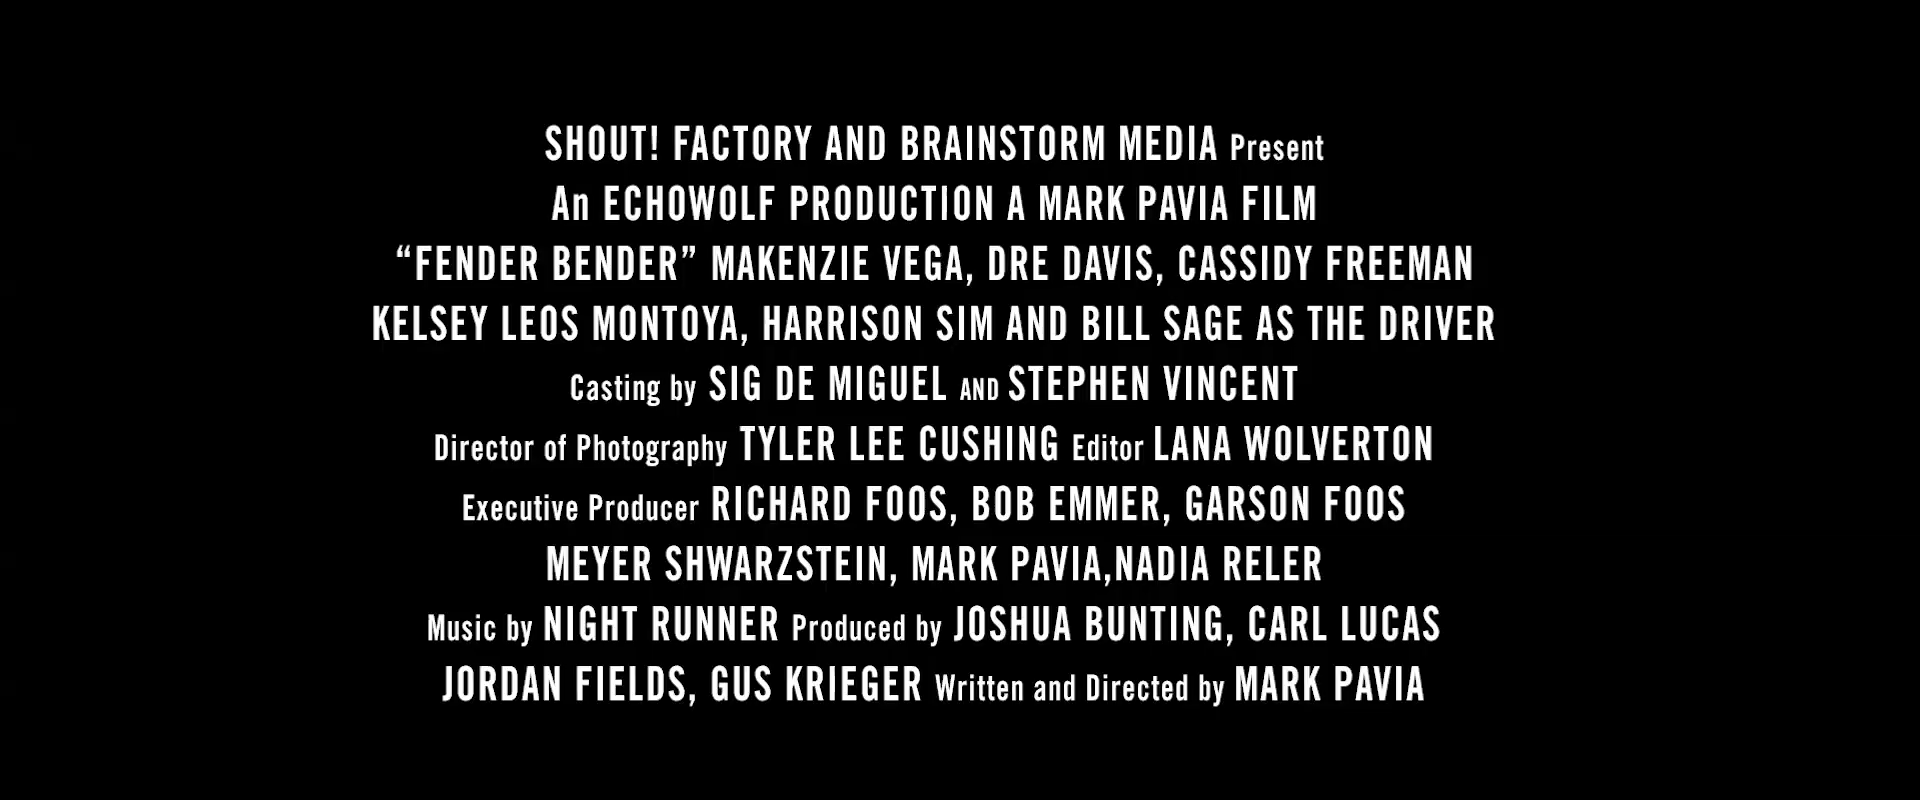 SHOUT! FACTORY AND BRAINSTORM MEDIA Present
An ECHOWOLF PRODUCTION A MARK PAVIA FILM
“FENDER BENDER” MAKENZIE VEGA, DRE DAVIS, CASSIDY FREEMAN
KELSEY LEOS MONTOYA, HARRISON SIM AND BILL SAGE AS THE DRIVER
Casting by SIG DE MIGUEL AND STEPHEN VINCENT
Director of Photography TYLER LEE CUSHING Editor LANA WOLVERTON
Executive Producer RICHARD FOOS, BOB EMMER, GARSON FOOS
MEYER SHWARZSTEIN, MARK PAVIA,NADIA RELER
Music by NIGHT RUNNER Produced by JOSHUA BUNTING, CARL LUCAS
JORDAN FIELDS, GUS KRIEGER Written and Directed by MARK PAVIA